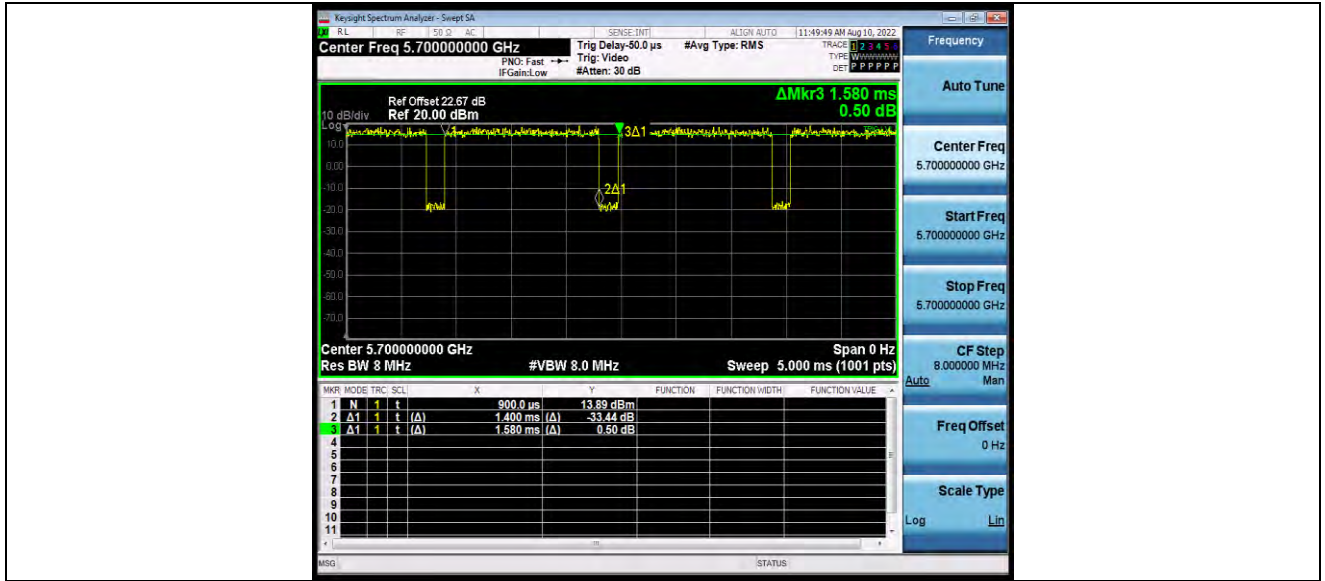 Keysight Spectrum Analyzer - Swept SA
RL RF 50 Ω AC SENSE:INT ALIGN AUTO 11:49:49 AM Aug 10, 2022
Center Freq 5.700000000 GHz
PNO: Fast
IFGain:Low
Trig Delay-50.0 µs
Trig: Video
#Atten: 30 dB
#Avg Type: RMS
TRACE 1 2 3 4 5 6
TYPE WWWWWW
DET P P P P P P
ΔMkr3 1.580 ms
0.50 dB
Ref Offset 22.67 dB
10 dB/div Ref 20.00 dBm
Log
10.0
0.00
-10.0
-20.0
-30.0
-40.0
-50.0
-60.0
-70.0
3Δ1
2Δ1
Center 5.700000000 GHz Span 0 Hz
Res BW 8 MHz #VBW 8.0 MHz Sweep 5.000 ms (1001 pts)
MKR MODE TRC SCL X Y FUNCTION FUNCTION WIDTH FUNCTION VALUE
1 N 1 t 900.0 µs 13.89 dBm
2 Δ1 1 t (Δ) 1.400 ms (Δ) -33.44 dB
3 Δ1 1 t (Δ) 1.580 ms (Δ) 0.50 dB
4
5
6
7
8
9
10
11
MSG STATUS
Frequency
Auto Tune
Center Freq
5.700000000 GHz
Start Freq
5.700000000 GHz
Stop Freq
5.700000000 GHz
CF Step
8.000000 MHz
Auto Man
Freq Offset
0 Hz
Scale Type
Log Lin